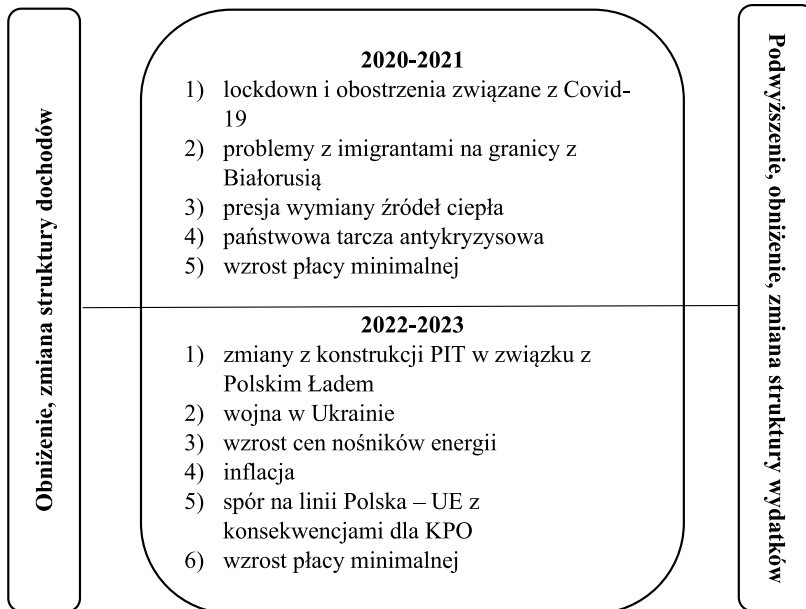 Obniżenie, zmiana struktury dochodów
2020-2021
1) lockdown i obostrzenia związane z Covid-
19
2) problemy z imigrantami na granicy z
Białorusią
3) presja wymiany źródeł ciepła
4) państwowa tarcza antykryzysowa
5) wzrost płacy minimalnej
2022-2023
1) zmiany z konstrukcji PIT w związku z
Polskim Ładem
2) wojna w Ukrainie
3) wzrost cen nośników energii
4) inflacja
5) spór na linii Polska – UE z
konsekwencjami dla KPO
6) wzrost płacy minimalnej
Podwyższenie, obniżenie, zmiana struktury wydatków